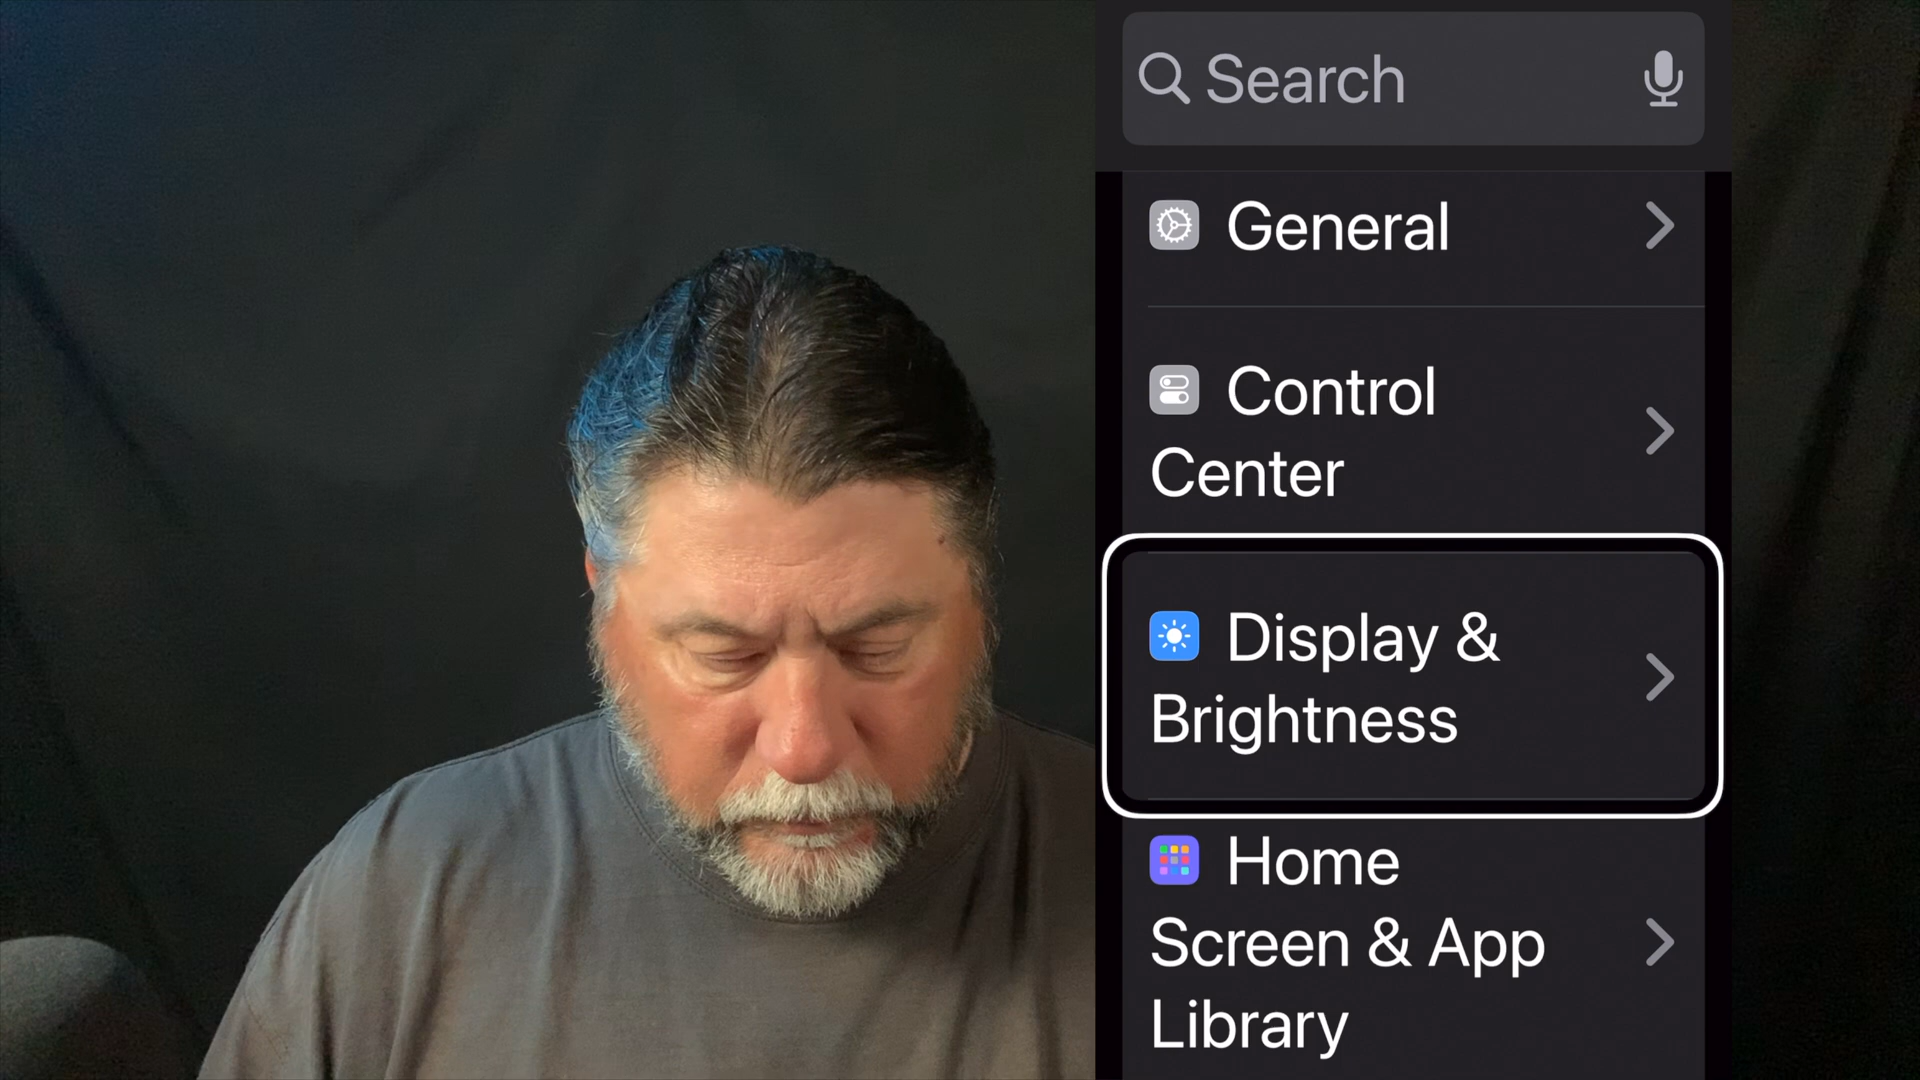 Search
General
Control
Center
Display &
Brightness
Home
Screen & App
Library